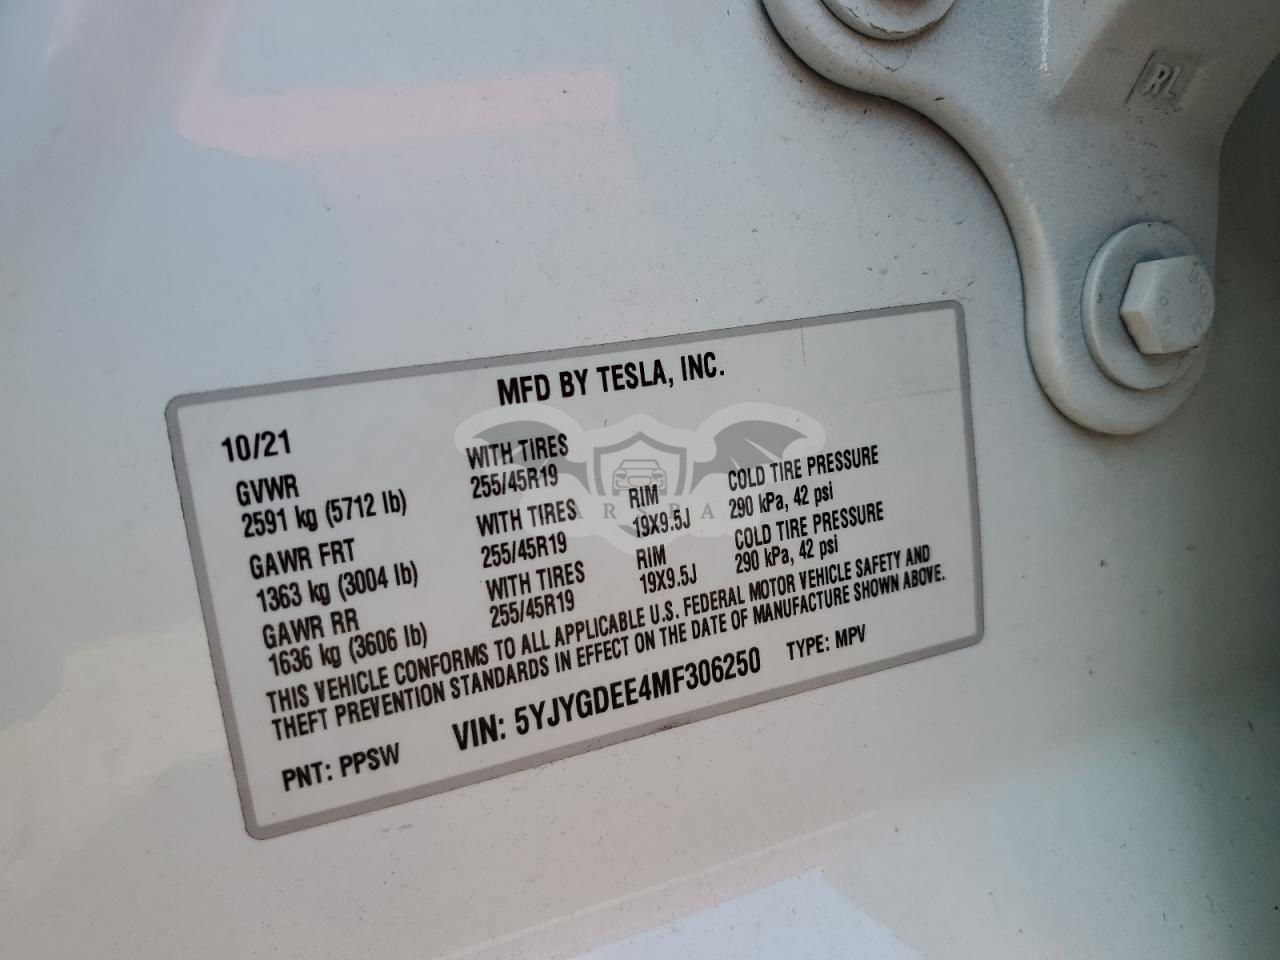 RL
MFD BY TESLA, INC.
10/21
GVWR WITH TIRES
2591 kg (5712 lb) 255/45R19
GAWR FRT WITH TIRES RIM COLD TIRE PRESSURE
1363 kg (3004 lb) 255/45R19 19X9.5J 290 kPa, 42 psi
GAWR RR WITH TIRES RIM COLD TIRE PRESSURE
1636 kg (3606 lb) 255/45R19 19X9.5J 290 kPa, 42 psi
THIS VEHICLE CONFORMS TO ALL APPLICABLE U.S. FEDERAL MOTOR VEHICLE SAFETY AND
THEFT PREVENTION STANDARDS IN EFFECT ON THE DATE OF MANUFACTURE SHOWN ABOVE.
PNT: PPSW VIN: 5YJYGDEE4MF306250 TYPE: MPV